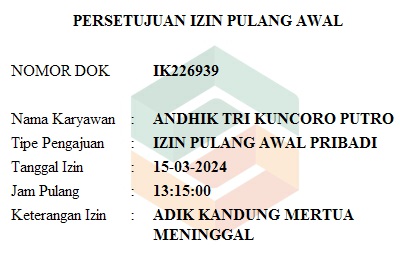 PERSETUJUAN IZIN PULANG AWAL
NOMOR DOK IK226939
Nama Karyawan : ANDHIK TRI KUNCORO PUTRO
Tipe Pengajuan : IZIN PULANG AWAL PRIBADI
Tanggal Izin : 15-03-2024
Jam Pulang : 13:15:00
Keterangan Izin : ADIK KANDUNG MERTUA
MENINGGAL